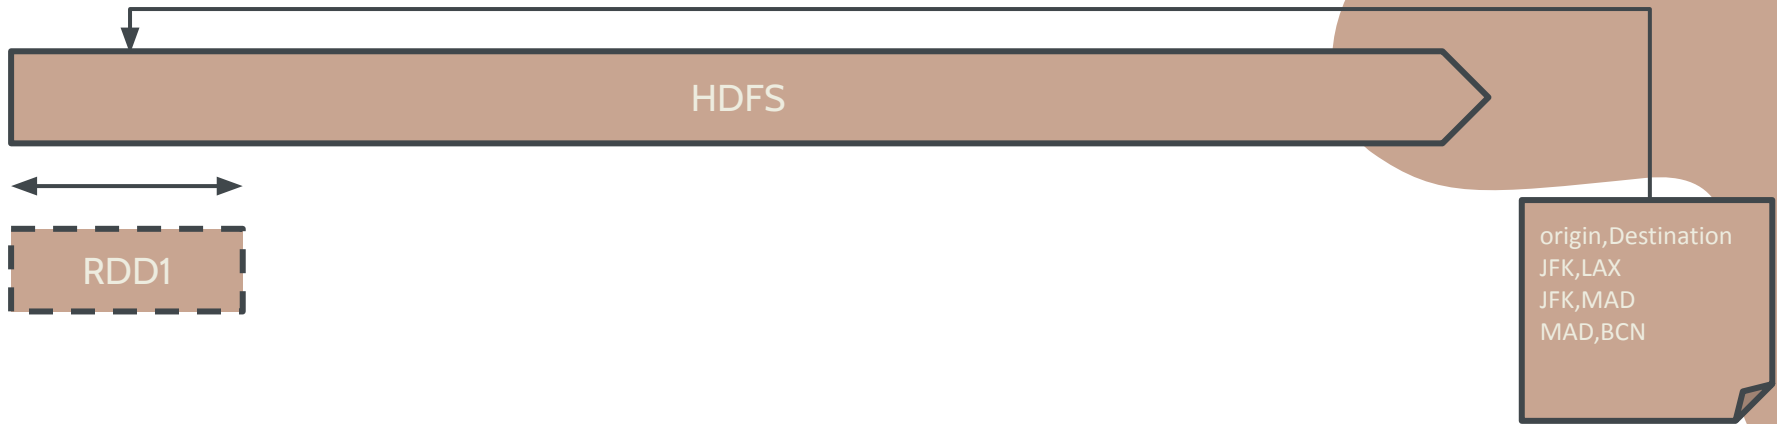 HDFS
RDD1
origin,Destination
JFK,LAX
JFK,MAD
MAD,BCN